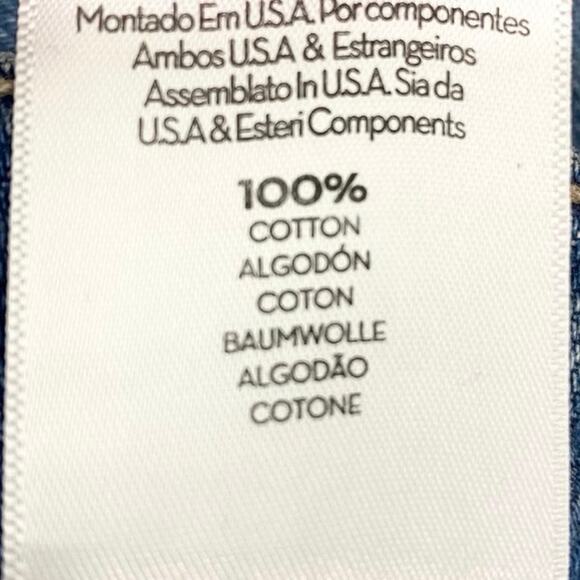 Montado Em U.S.A. Por componentes
Ambos U.S.A & Estrangeiros
Assemblato In U.S.A. Sia da
U.S.A & Esteri Components
100%
COTTON
ALGODÓN
COTON
BAUMWOLLE
ALGODÃO
COTONE